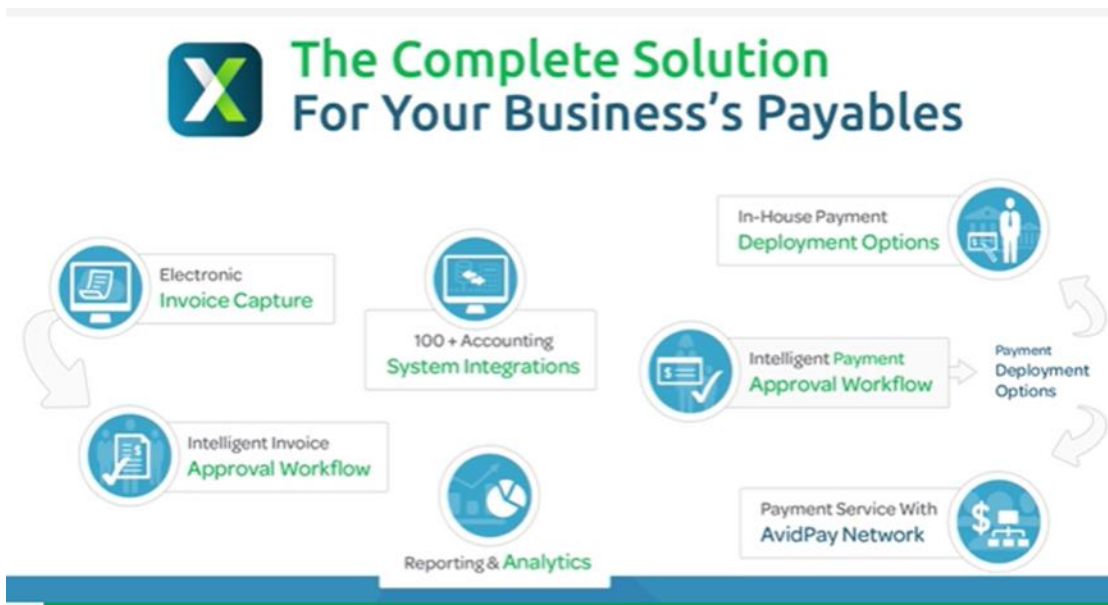 The Complete Solution
For Your Business's Payables
Electronic
Invoice Capture
Intelligent Invoice
Approval Workflow
100 + Accounting
System Integrations
Reporting & Analytics
Intelligent Payment
Approval Workflow
Payment
Deployment
Options
In-House Payment
Deployment Options
Payment Service With
AvidPay Network